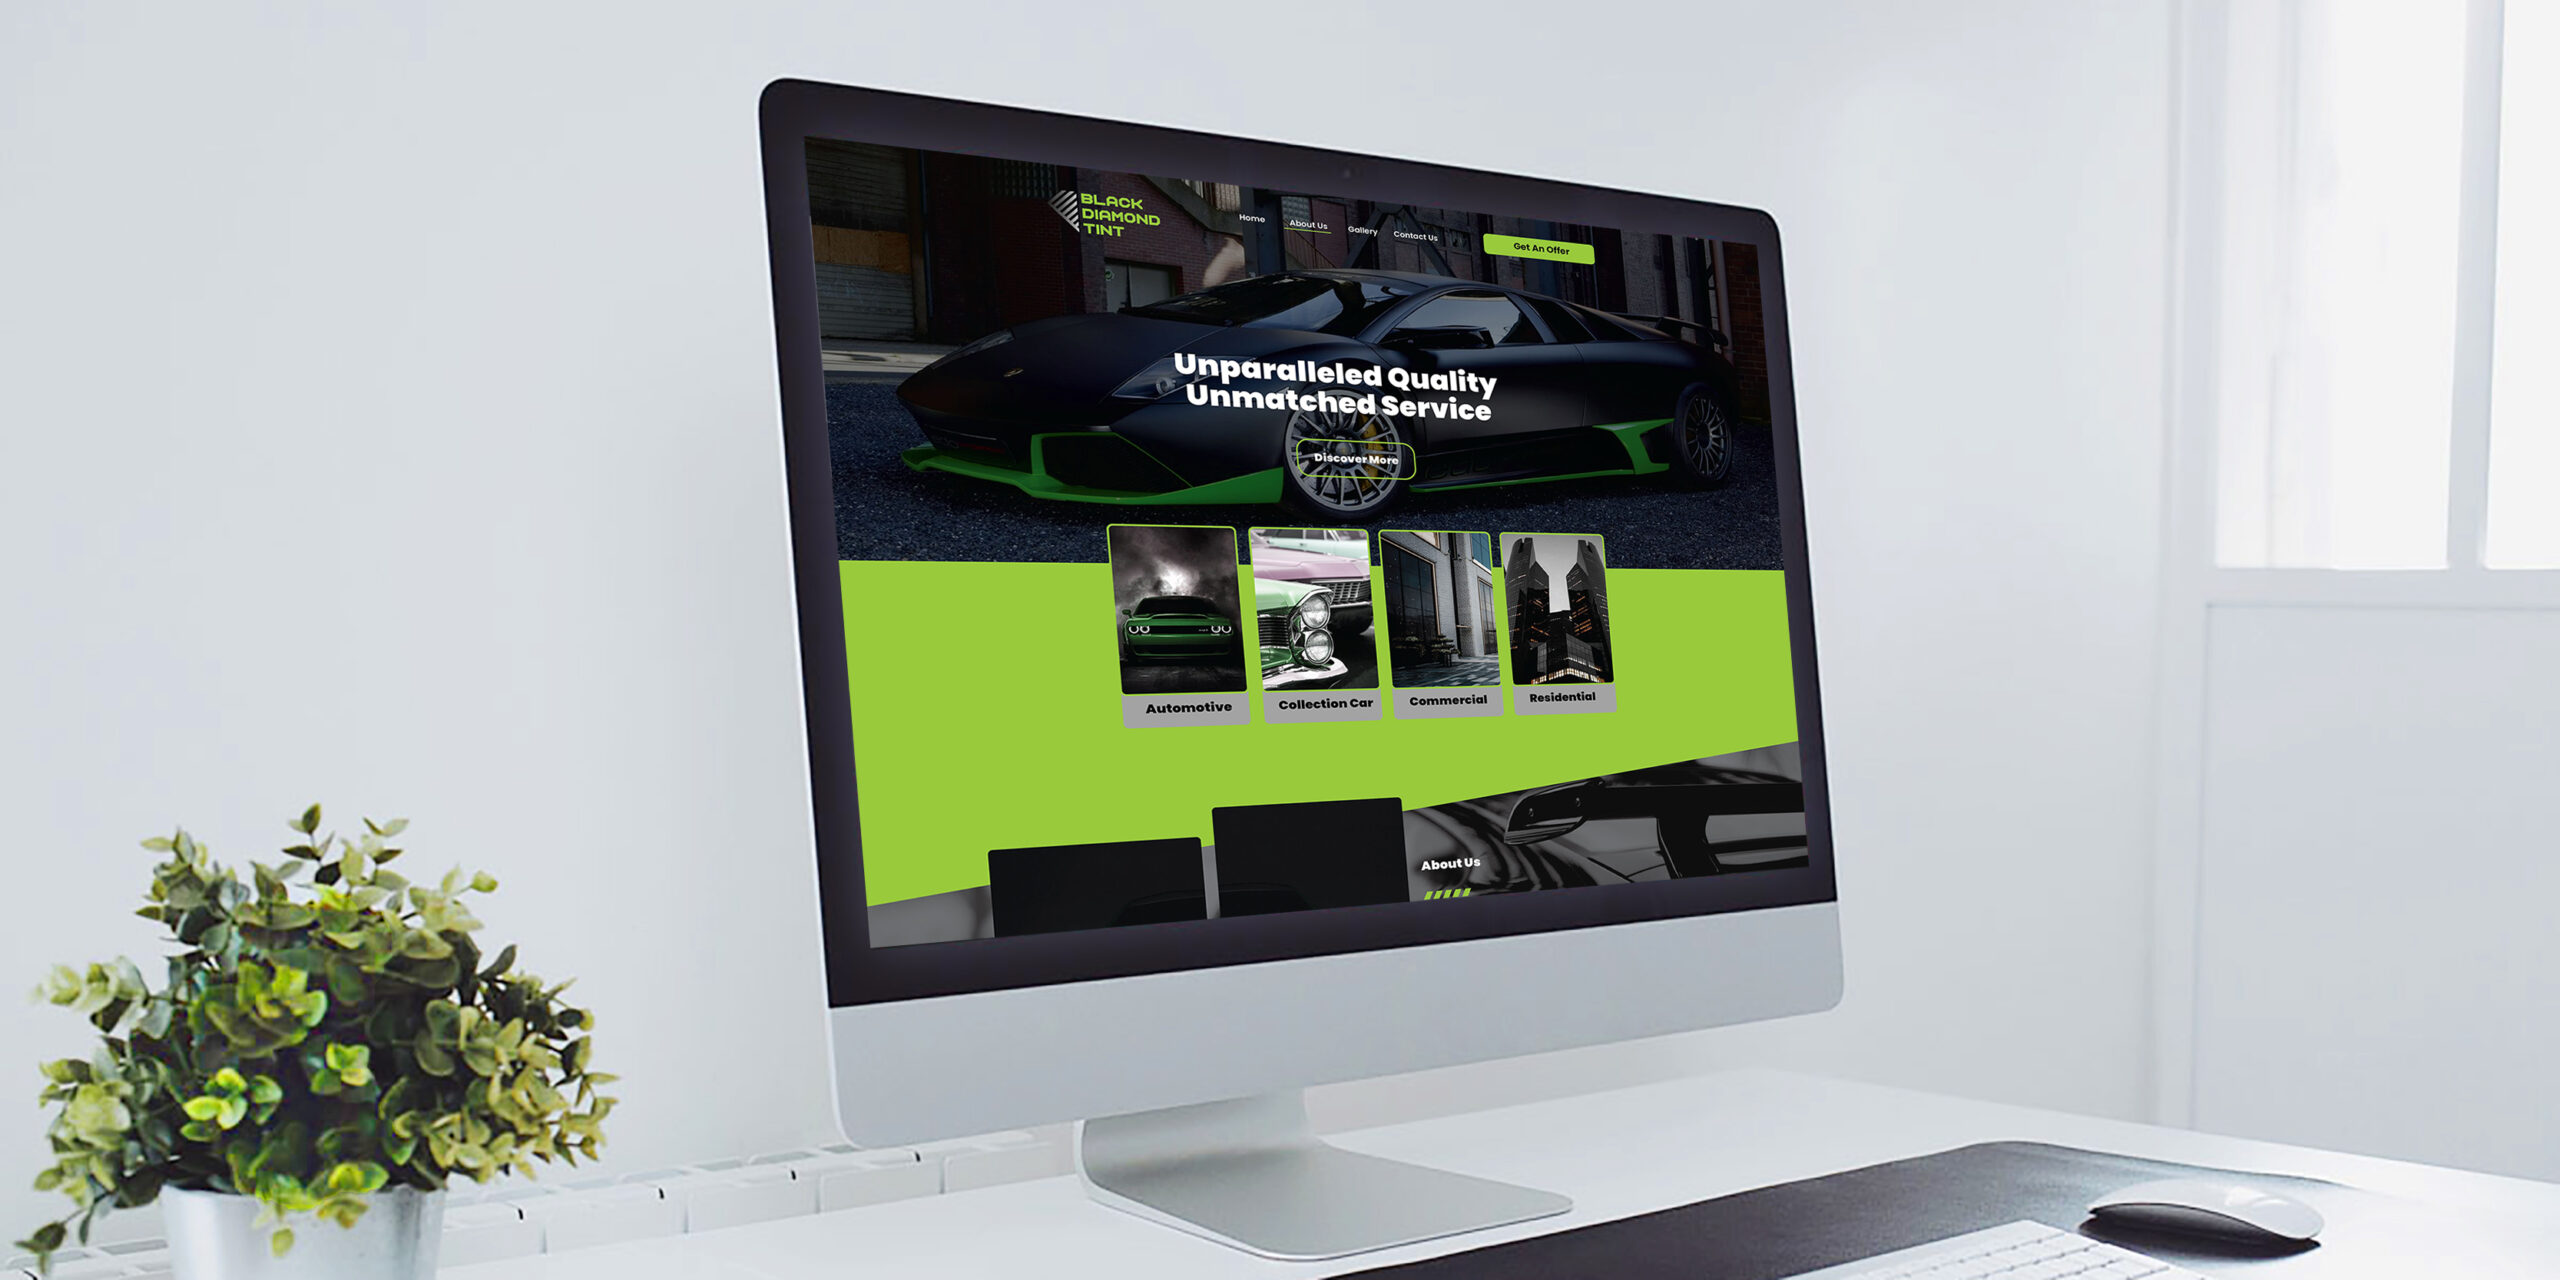 BLACK
DIAMOND
TINT
Home
About Us
Gallery
Contact Us
Get An Offer
Unparalleled Quality
Unmatched Service
Discover More
Automotive
Collection Car
Commercial
Residential
About Us